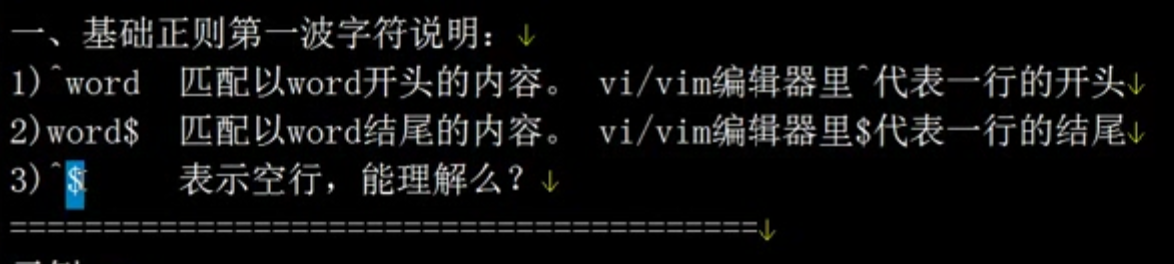 一、基础正则第一波字符说明：↓
1)^word 匹配以word开头的内容。 vi/vim编辑器里^代表一行的开头↓
2)word$ 匹配以word结尾的内容。 vi/vim编辑器里$代表一行的结尾↓
3)^$ 表示空行，能理解么？↓
=========================================↓